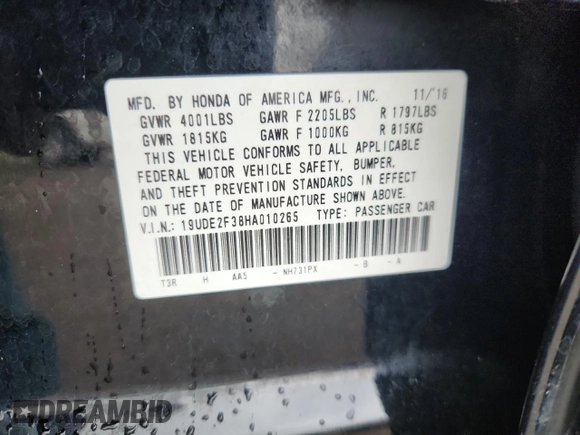 MFD. BY HONDA OF AMERICA MFG., INC. 11/16
GVWR 4001LBS GAWR F 2205LBS R 1797LBS
GVWR 1815KG GAWR F 1000KG R 815KG
THIS VEHICLE CONFORMS TO ALL APPLICABLE
FEDERAL MOTOR VEHICLE SAFETY, BUMPER,
AND THEFT PREVENTION STANDARDS IN EFFECT
ON THE DATE OF MANUFACTURE SHOWN ABOVE.
V.I.N.: 19UDE2F38HA010265 TYPE: PASSENGER CAR
T3R H AA5 - NH731PX - B - A
DREAMBID